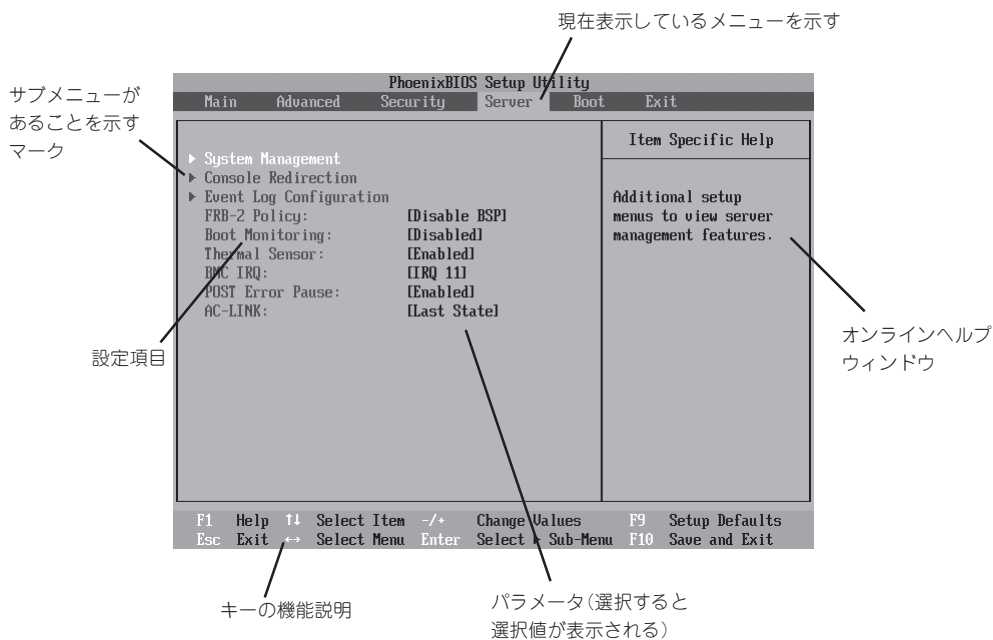 現在表示しているメニューを示す
サブメニューが
あることを示す
マーク
PhoenixBIOS Setup Utility
Main Advanced Security Server Boot Exit
Item Specific Help
▶ System Management
▶ Console Redirection
▶ Event Log Configuration
FRB-2 Policy: [Disable BSP]
Boot Monitoring: [Disabled]
Thermal Sensor: [Enabled]
BMC IRQ: [IRQ 11]
POST Error Pause: [Enabled]
AC-LINK: [Last State]
Additional setup
menus to view server
management features.
設定項目
オンラインヘルプ
ウィンドウ
F1 Help ↑↓ Select Item -/+ Change Values F9 Setup Defaults
Esc Exit ↔ Select Menu Enter Select ▶ Sub-Menu F10 Save and Exit
キーの機能説明
パラメータ（選択すると
選択値が表示される）